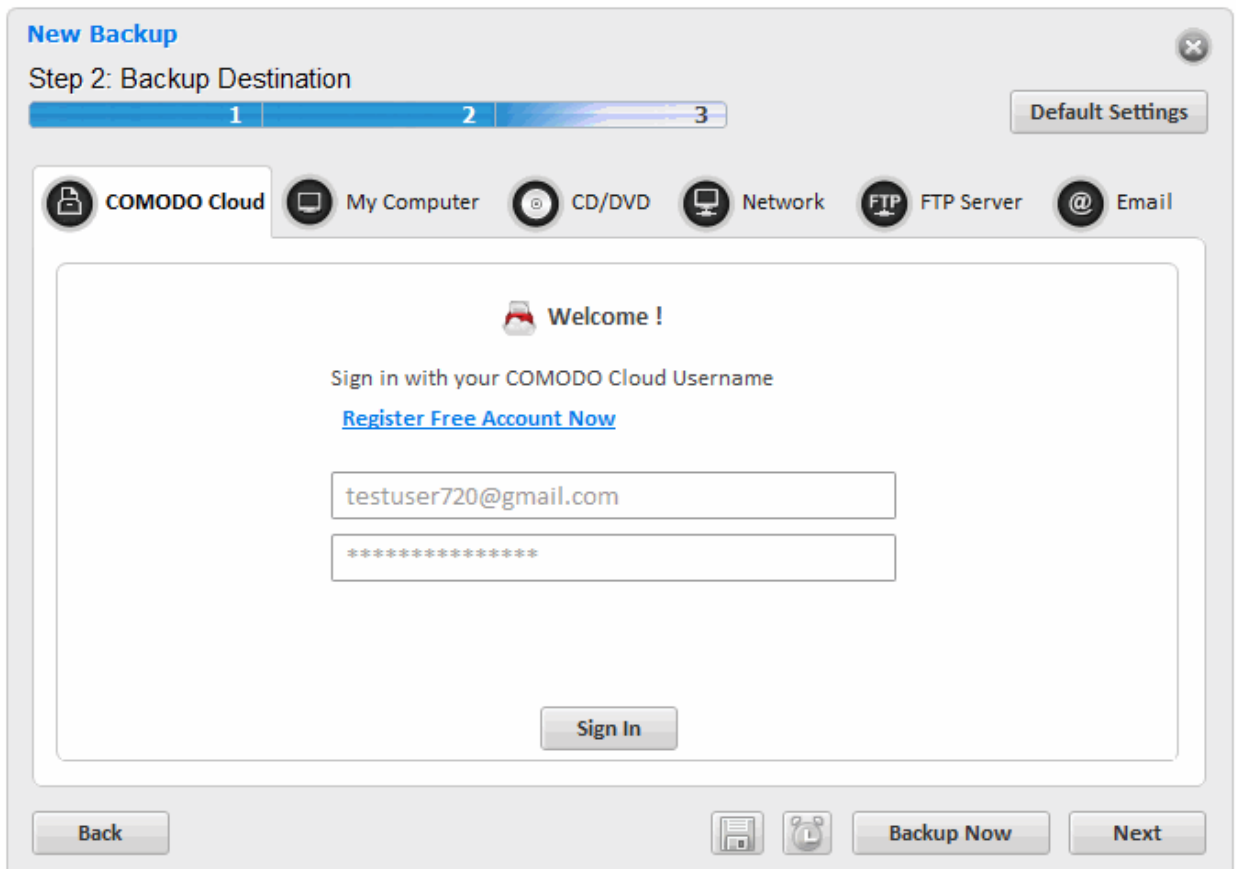 New Backup
Step 2: Backup Destination
1 2 3
Default Settings
COMODO Cloud My Computer CD/DVD Network FTP FTP Server @ Email
Welcome !
Sign in with your COMODO Cloud Username
Register Free Account Now
testuser720@gmail.com
***************
Sign In
Back Backup Now Next